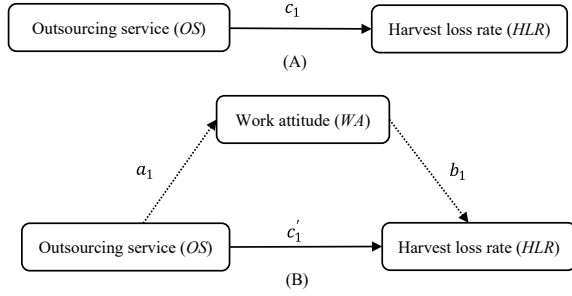 c₁
Outsourcing service (OS)
Harvest loss rate (HLR)
(A)
Work attitude (WA)
a₁
b₁
c₁′
Outsourcing service (OS)
Harvest loss rate (HLR)
(B)